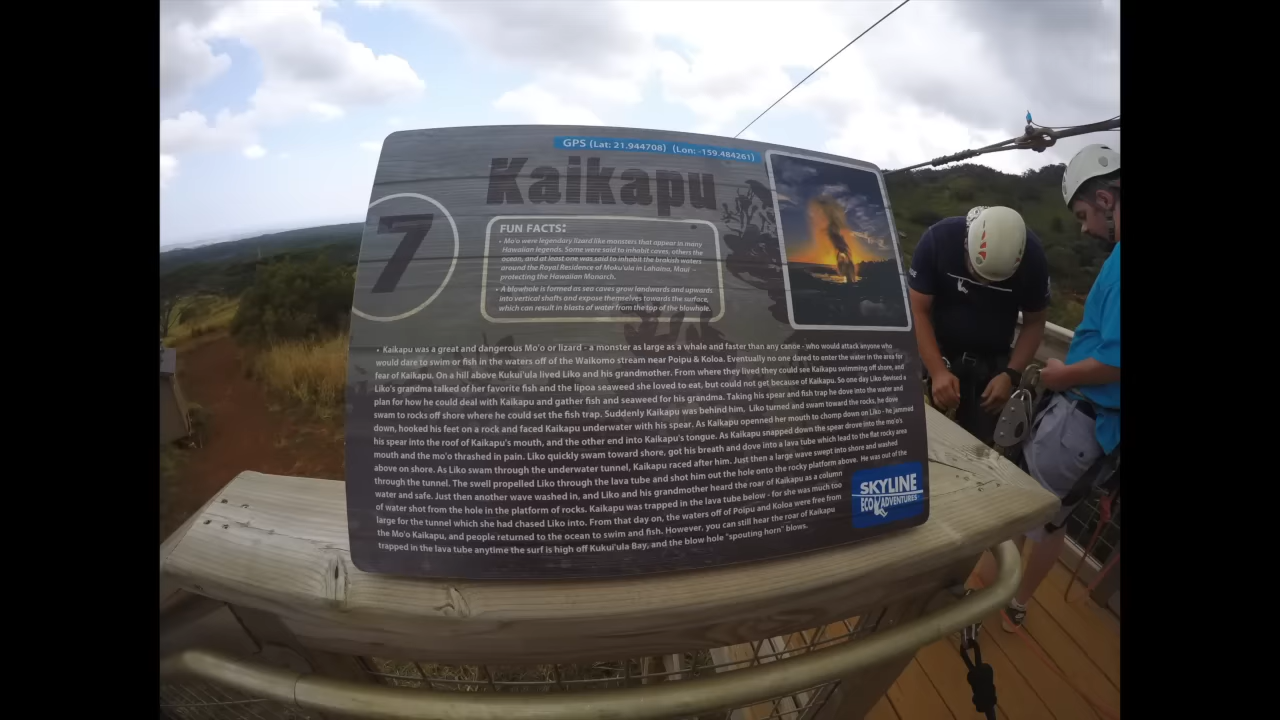 GPS (Lat: 21.944708) (Lon: -159.484261)
Kaikapu
7
FUN FACTS:
• Mo'o were legendary lizard like monsters that appear in many
Hawaiian legends. Some were said to inhabit caves, others the
ocean, and at least one was said to inhabit the brakish waters
around the Royal Residence of Moku'ula in Lahaina, Maui –
protecting the Hawaiian Monarch.
• A blowhole is formed as sea caves grow landwards and upwards
into vertical shafts and expose themselves towards the surface,
which can result in blasts of water from the top of the blowhole.
• Kaikapu was a great and dangerous Mo'o or lizard - a monster as large as a whale and faster than any canoe - who would attack anyone who
would dare to swim or fish in the waters off of the Waikomo stream near Poipu & Koloa. Eventually no one dared to enter the water in the area for
fear of Kaikapu. On a hill above Kukui'ula lived Liko and his grandmother. From where they lived they could see Kaikapu swimming off shore, and
Liko's grandma talked of her favorite fish and the lipoa seaweed she loved to eat, but could not get because of Kaikapu. So one day Liko devised a
plan for how he could deal with Kaikapu and gather fish and seaweed for his grandma. Taking his spear and fish trap he dove into the water and
swam to rocks off shore where he could set the fish trap. Suddenly Kaikapu was behind him, Liko turned and swam toward the rocks, he dove
down, hooked his feet on a rock and faced Kaikapu underwater with his spear. As Kaikapu openned her mouth to chomp down on Liko - he jammed
his spear into the roof of Kaikapu's mouth, and the other end into Kaikapu's tongue. As Kaikapu snapped down the spear drove into the mo'o's
mouth and the mo'o thrashed in pain. Liko quickly swam toward shore, got his breath and dove into a lava tube which lead to the flat rocky area
above on shore. As Liko swam through the underwater tunnel, Kaikapu raced after him. Just then a large wave swept into shore and washed
through the tunnel. The swell propelled Liko through the lava tube and shot him out the hole onto the rocky platform above. He was out of the
water and safe. Just then another wave washed in, and Liko and his grandmother heard the roar of Kaikapu as a column
of water shot from the hole in the platform of rocks. Kaikapu was trapped in the lava tube below - for she was much too
large for the tunnel which she had chased Liko into. From that day on, the waters off of Poipu and Koloa were free from
the Mo'o Kaikapu, and people returned to the ocean to swim and fish. However, you can still hear the roar of Kaikapu
trapped in the lava tube anytime the surf is high off Kukui'ula Bay, and the blow hole "spouting horn" blows.
SKYLINE
ECO ADVENTURES